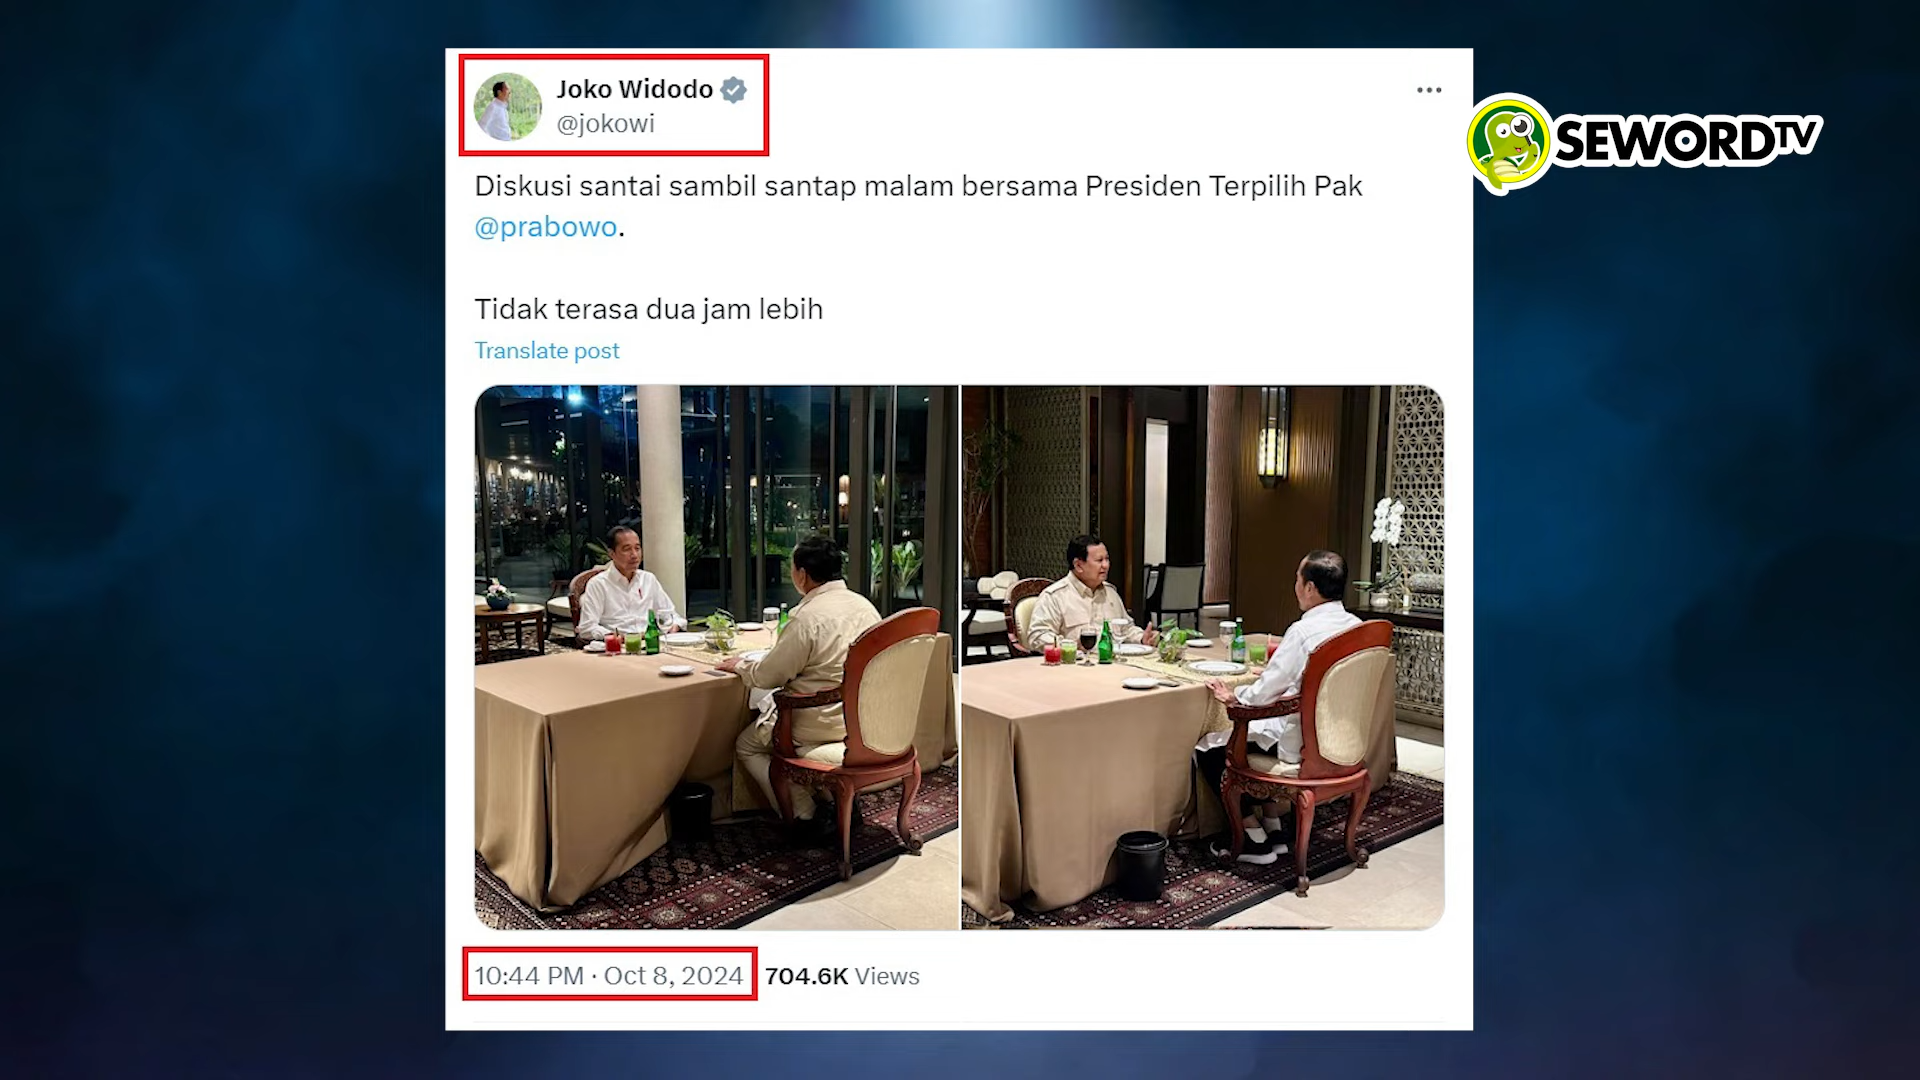 Joko Widodo
@jokowi
SEWORDTV
Diskusi santai sambil santap malam bersama Presiden Terpilih Pak
@prabowo.
Tidak terasa dua jam lebih
Translate post
10:44 PM · Oct 8, 2024 704.6K Views